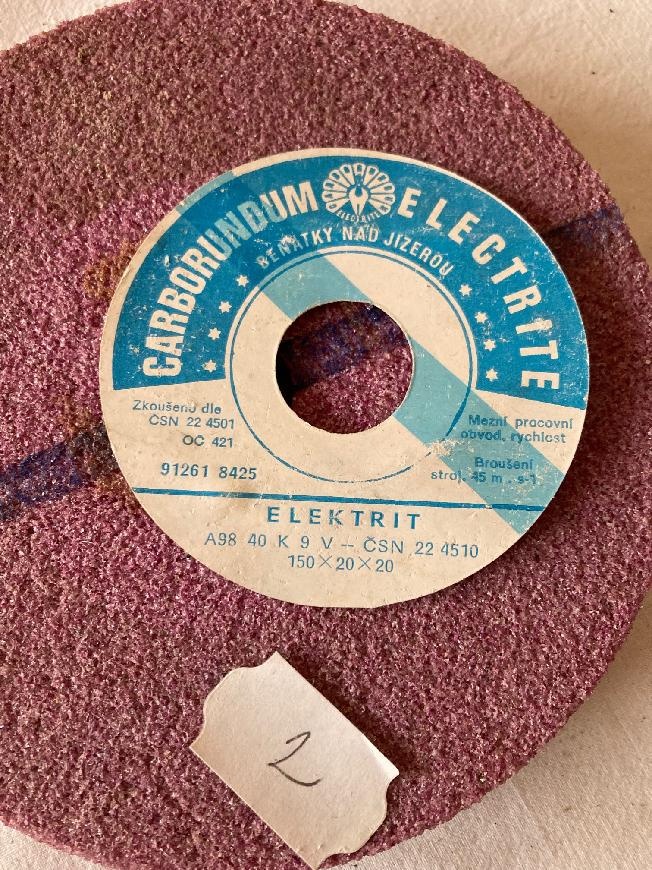 CARBORUNDUM ELECTRITE
ELECTRITE
BENÁTKY NAD JIZEROU
Zkoušeno dle
ČSN 22 4501
OC 421
91261 8425
Mezní pracovní
obvod. rychlost
Broušení
stroj. 45 m . s-1
ELEKTRIT
A98 40 K 9 V — ČSN 22 4510
150×20×20
2